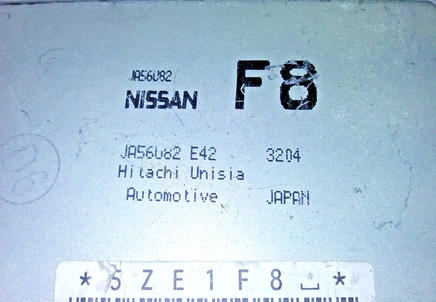 JA56U82
NISSAN F8
JA56U82 E42 3204
Hitachi Unisia
Automotive JAPAN
*5ZE1F8␣*